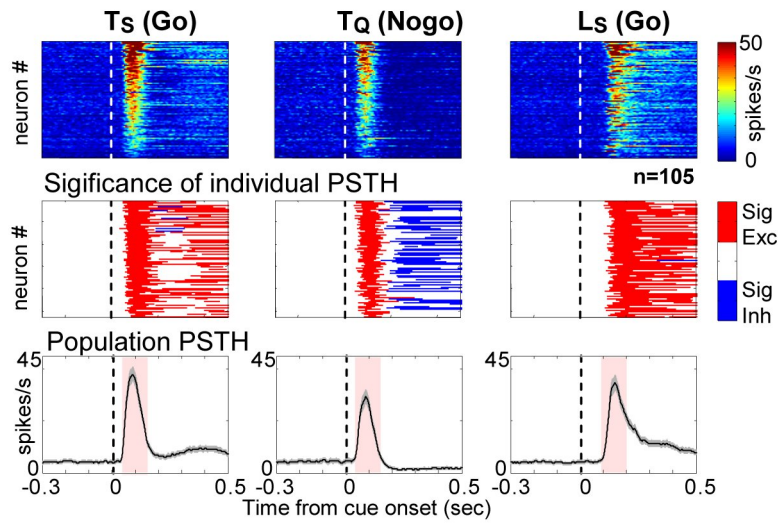 TS (Go) TQ (Nogo) LS (Go)
neuron #
50
0
spikes/s
n=105
Sigificance of individual PSTH
neuron #
Sig
Exc
Sig
Inh
Population PSTH
spikes/s
45 45 45
0 0 0
-0.3 0 0.5 -0.3 0 0.5 -0.3 0 0.5
Time from cue onset (sec)